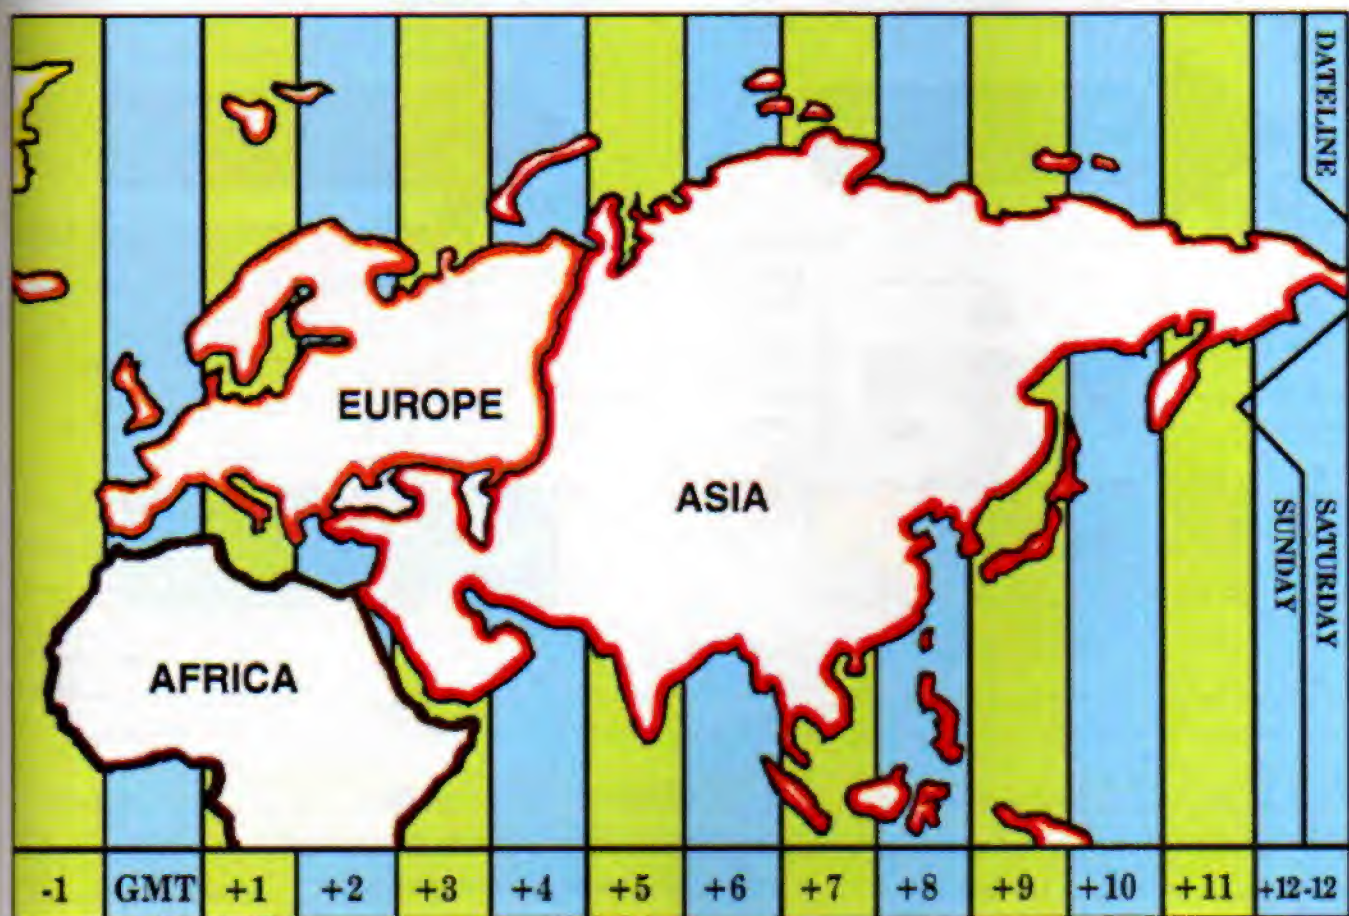 DATELINE
EUROPE
ASIA
SATURDAY
SUNDAY
AFRICA
-1 GMT +1 +2 +3 +4 +5 +6 +7 +8 +9 +10 +11 +12-12